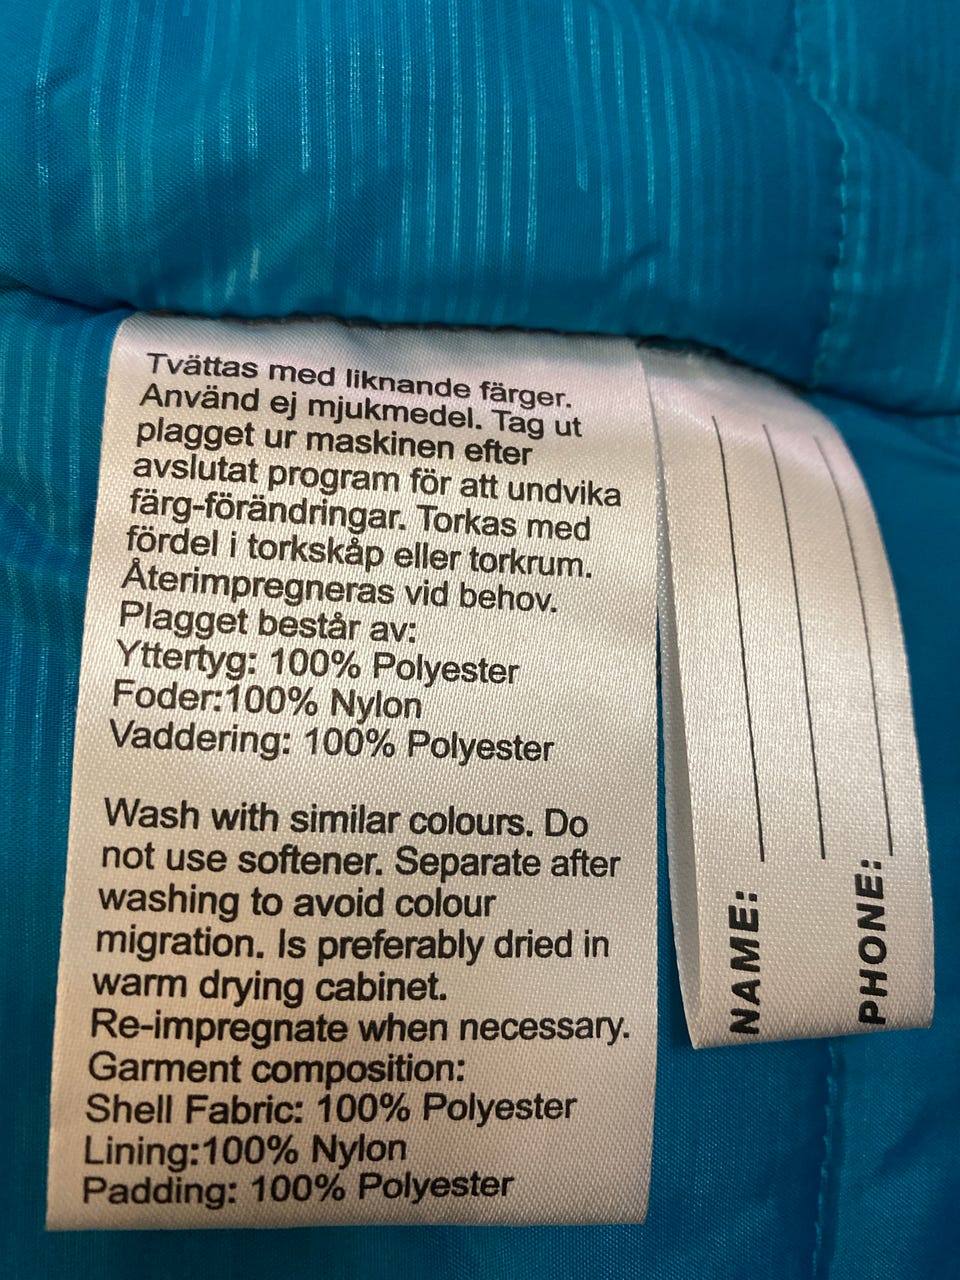 Tvättas med liknande färger.
Använd ej mjukmedel. Tag ut
plagget ur maskinen efter
avslutat program för att undvika
färg-förändringar. Torkas med
fördel i torkskåp eller torkrum.
Återimpregneras vid behov.
Plagget består av:
Yttertyg: 100% Polyester
Foder:100% Nylon
Vaddering: 100% Polyester
Wash with similar colours. Do
not use softener. Separate after
washing to avoid colour
migration. Is preferably dried in
warm drying cabinet.
Re-impregnate when necessary.
Garment composition:
Shell Fabric: 100% Polyester
Lining:100% Nylon
Padding: 100% Polyester
NAME:
PHONE: